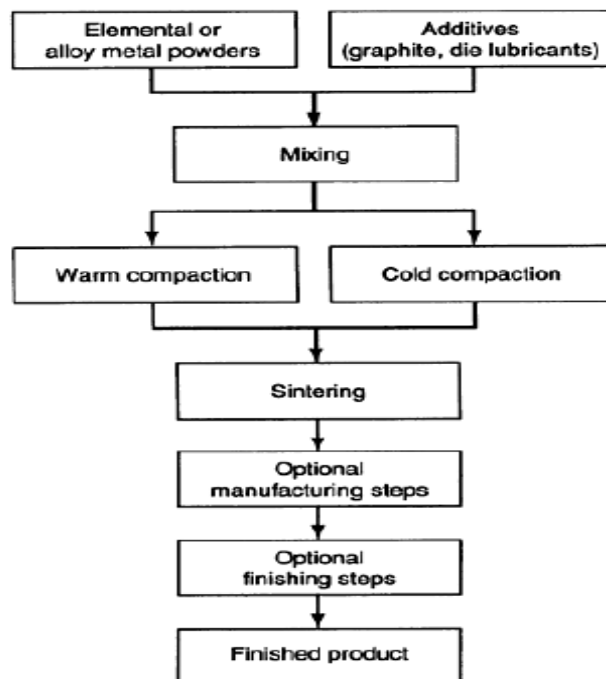 Elemental or
alloy metal powders
Additives
(graphite, die lubricants)
Mixing
Warm compaction
Cold compaction
Sintering
Optional
manufacturing steps
Optional
finishing steps
Finished product